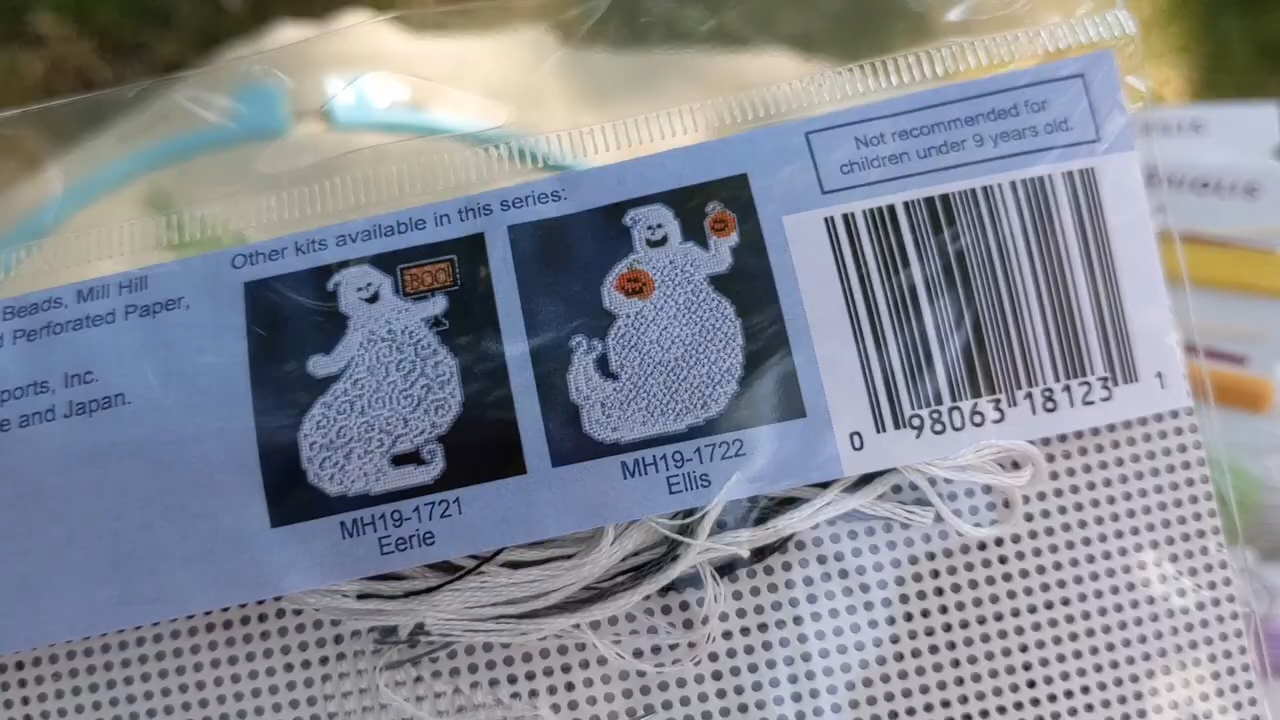 Not recommended for
children under 9 years old.
Other kits available in this series:
Beads, Mill Hill
Perforated Paper,
ports, Inc.
e and Japan.
BOO!
MH19-1721
Eerie
MH19-1722
Ellis
0 98063 18123 1